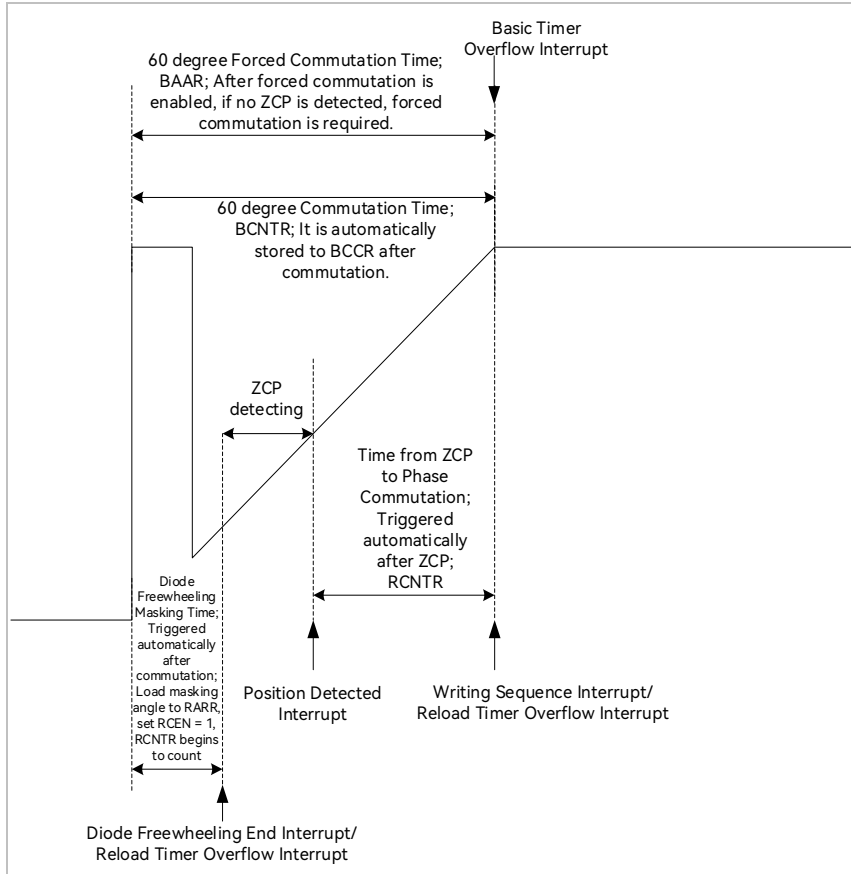 Basic Timer
Overflow Interrupt
60 degree Forced Commutation Time;
BAAR; After forced commutation is
enabled, if no ZCP is detected, forced
commutation is required.
60 degree Commutation Time;
BCNTR; It is automatically
stored to BCCR after
commutation.
ZCP
detecting
Time from ZCP
to Phase
Commutation;
Triggered
automatically
after ZCP;
RCNTR
Diode
Freewheeling
Masking Time;
Triggered
automatically
after
commutation;
Load masking
angle to RARR,
set RCEN = 1,
RCNTR begins
to count
Position Detected
Interrupt
Writing Sequence Interrupt/
Reload Timer Overflow Interrupt
Diode Freewheeling End Interrupt/
Reload Timer Overflow Interrupt